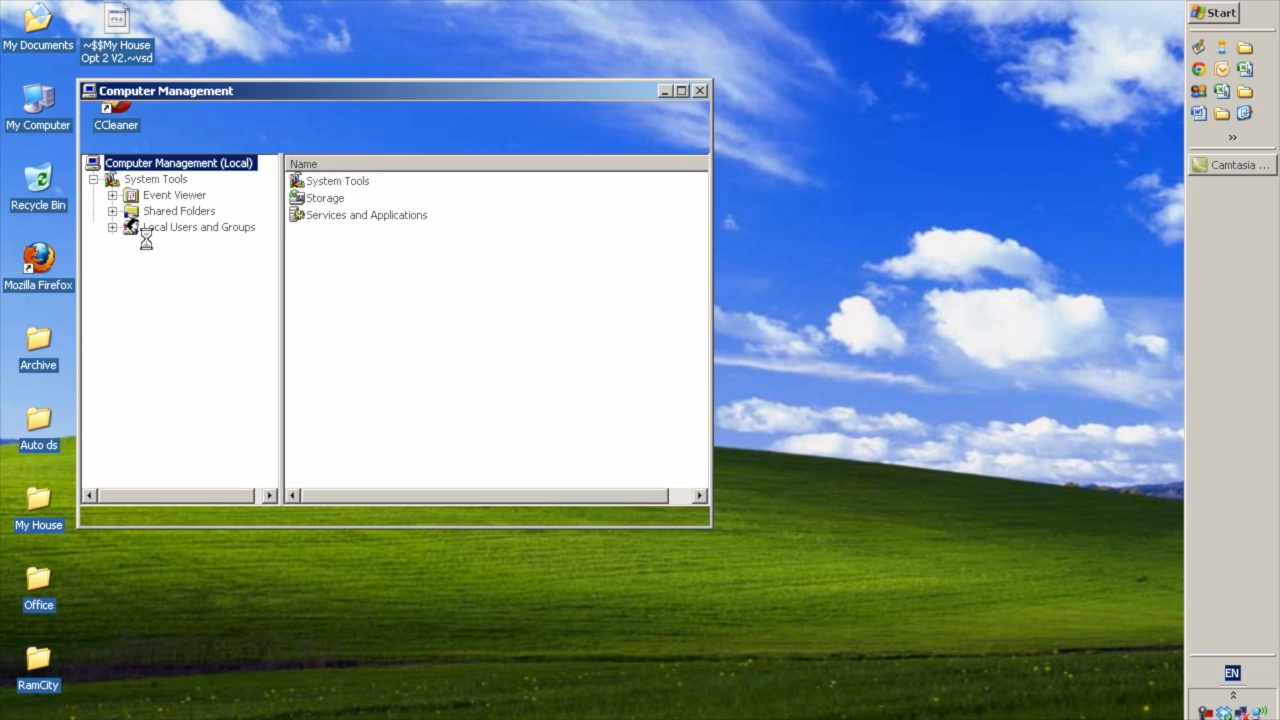 My Documents
~$$My House
Opt 2 V2.~vsd
My Computer
Recycle Bin
Mozilla Firefox
Archive
Auto ds
My House
Office
RamCity
Computer Management
CCleaner
Computer Management (Local)
System Tools
Event Viewer
Shared Folders
Local Users and Groups
Name
System Tools
Storage
Services and Applications
Start
Camtasia ...
EN